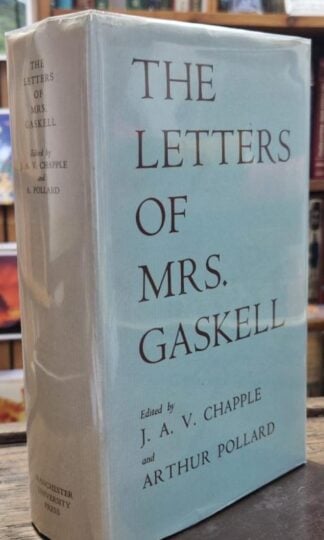 THE
LETTERS
OF
MRS.
GASKELL
Edited by
J. A. V. CHAPPLE
and
A. POLLARD
MANCHESTER
UNIVERSITY
PRESS
THE
LETTERS
OF
MRS.
GASKELL
Edited by
J. A. V. CHAPPLE
and
ARTHUR POLLARD